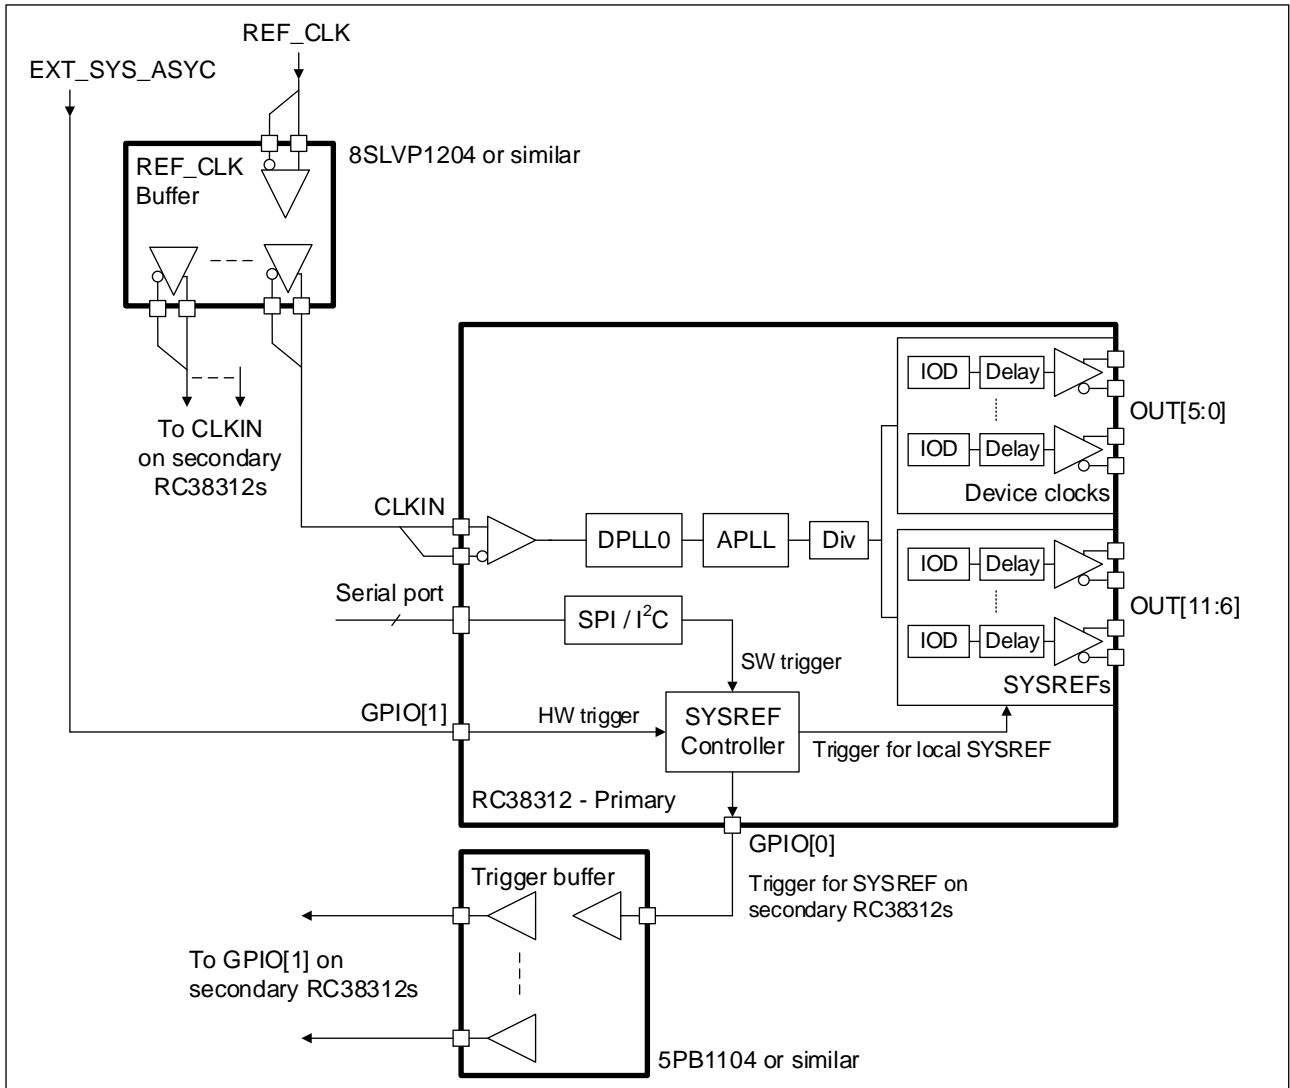 REF_CLK
EXT_SYS_ASYC
8SLVP1204 or similar
REF_CLK
Buffer
To CLKIN
on secondary
RC38312s
IOD
Delay
OUT[5:0]
IOD
Delay
Device clocks
CLKIN
DPLL0
APLL
Div
IOD
Delay
OUT[11:6]
IOD
Delay
SYSREFs
Serial port
SPI / I²C
SW trigger
GPIO[1]
HW trigger
SYSREF
Controller
Trigger for local SYSREF
RC38312 - Primary
GPIO[0]
Trigger for SYSREF on
secondary RC38312s
Trigger buffer
To GPIO[1] on
secondary RC38312s
5PB1104 or similar